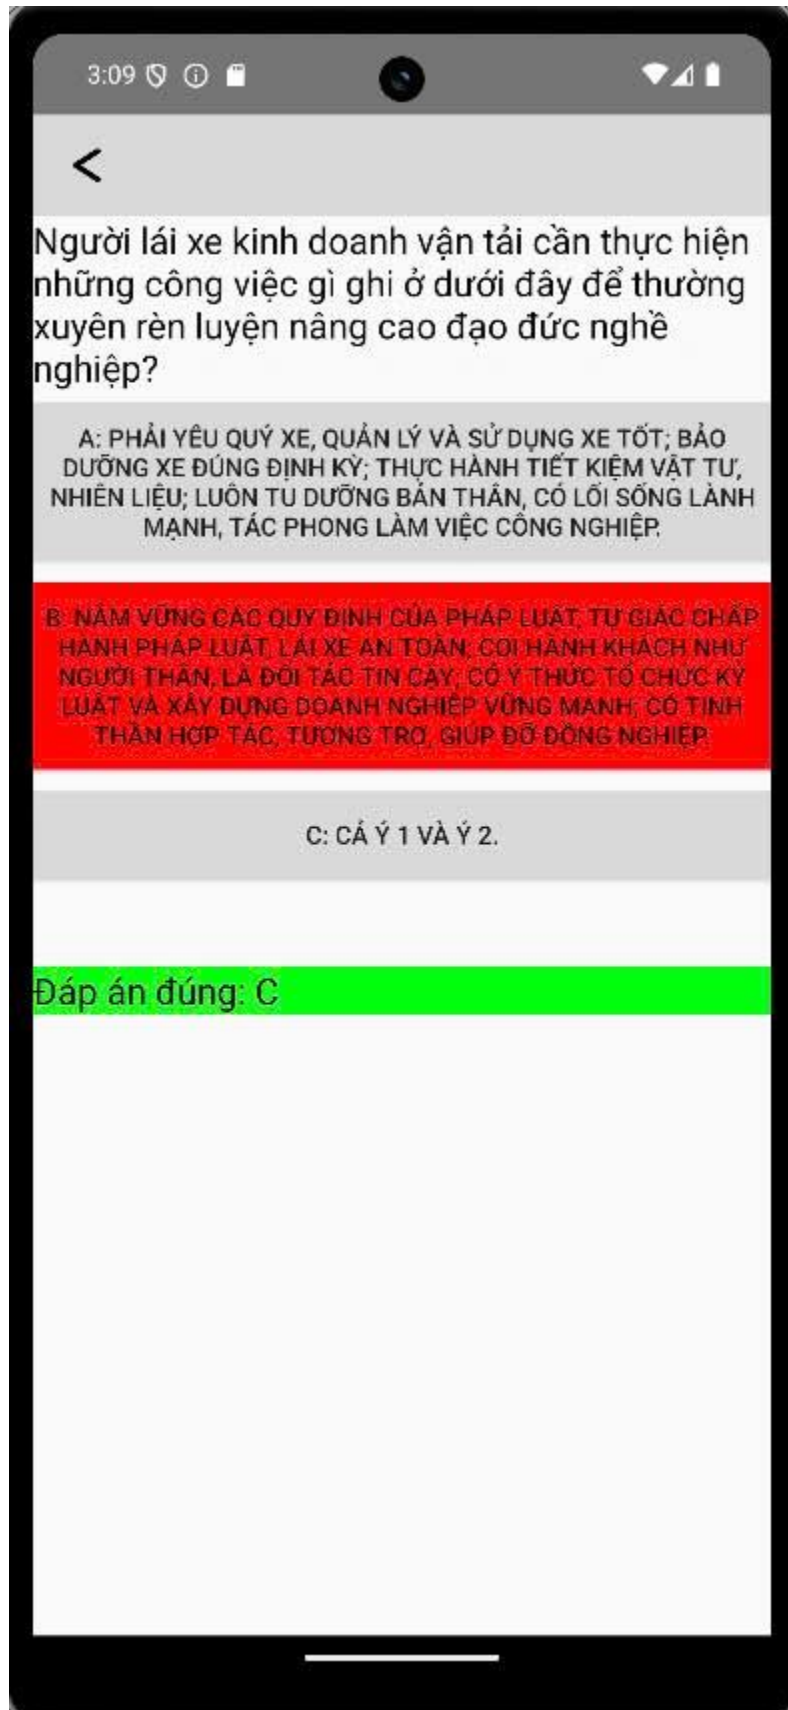 3:09
<
Người lái xe kinh doanh vận tải cần thực hiện
những công việc gì ghi ở dưới đây để thường
xuyên rèn luyện nâng cao đạo đức nghề
nghiệp?
A: PHẢI YÊU QUÝ XE, QUẢN LÝ VÀ SỬ DỤNG XE TỐT; BẢO
DƯỠNG XE ĐÚNG ĐỊNH KỲ; THỰC HÀNH TIẾT KIỆM VẬT TƯ,
NHIÊN LIỆU; LUÔN TU DƯỠNG BẢN THÂN, CÓ LỐI SỐNG LÀNH
MẠNH, TÁC PHONG LÀM VIỆC CÔNG NGHIỆP.
B: NẮM VỮNG CÁC QUY ĐỊNH CỦA PHÁP LUẬT, TỰ GIÁC CHẤP
HÀNH PHÁP LUẬT, LÁI XE AN TOÀN; COI HÀNH KHÁCH NHƯ
NGƯỜI THÂN, LÀ ĐỐI TÁC TIN CẬY; CÓ Ý THỨC TỔ CHỨC KỶ
LUẬT VÀ XÂY DỰNG DOANH NGHIỆP VỮNG MẠNH; CÓ TINH
THẦN HỢP TÁC, TƯƠNG TRỢ, GIÚP ĐỠ ĐỒNG NGHIỆP.
C: CẢ Ý 1 VÀ Ý 2.
Đáp án đúng: C